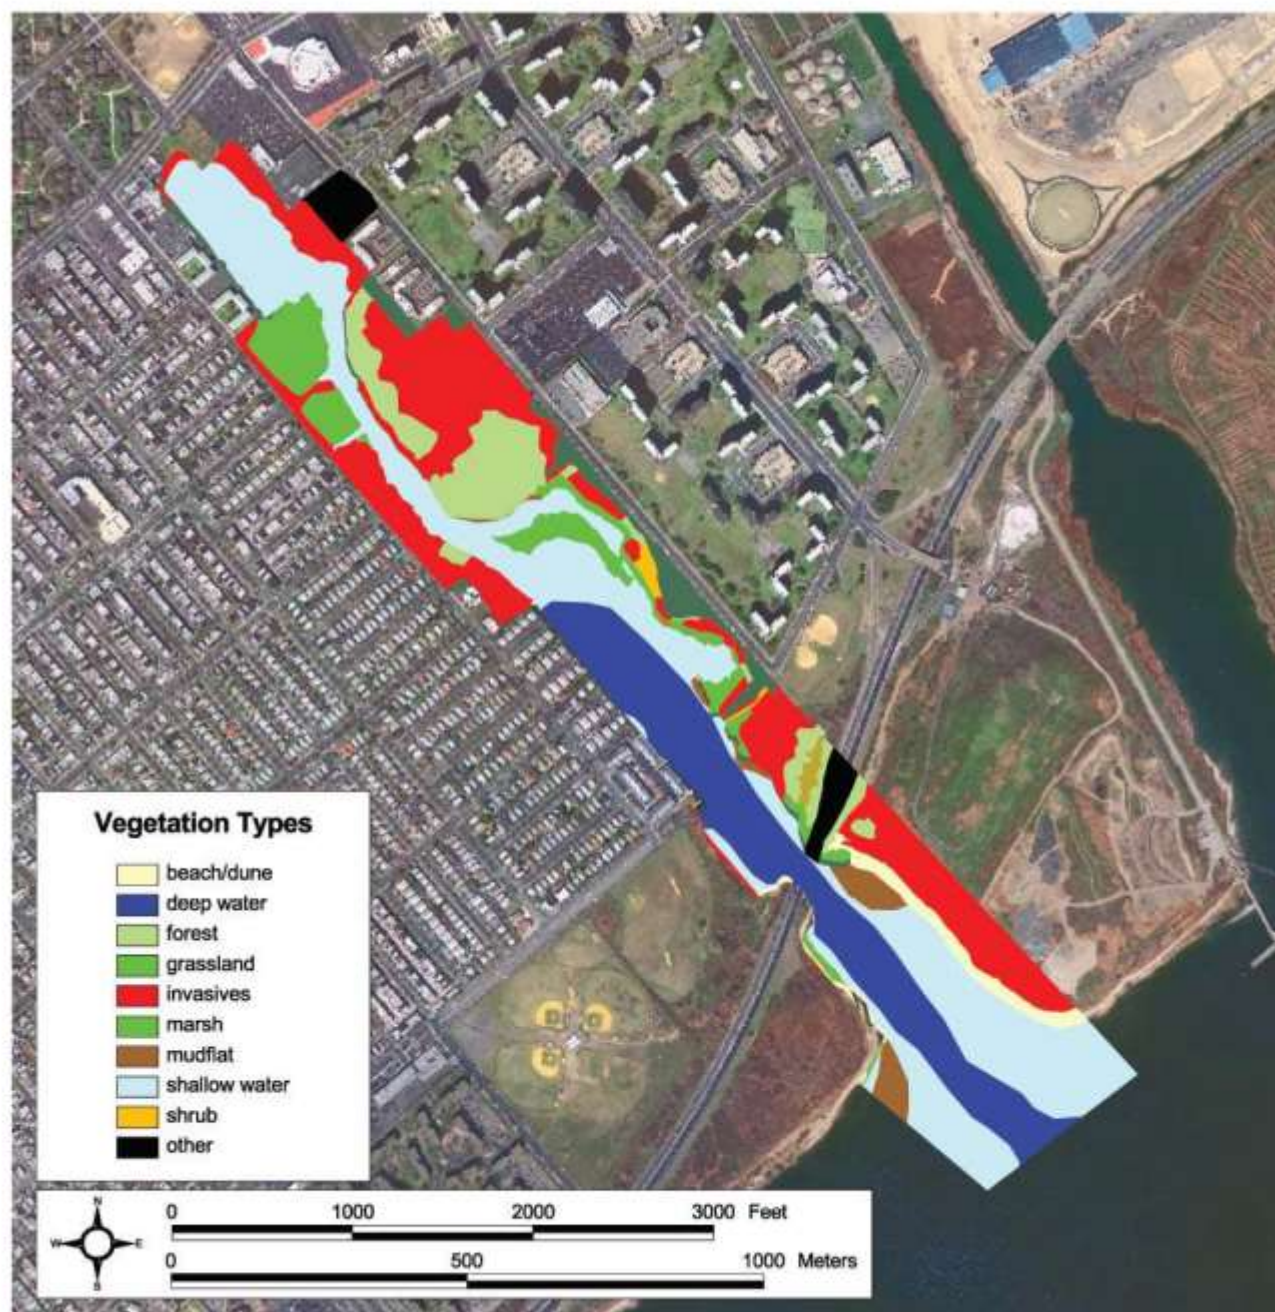 Vegetation Types
beach/dune
deep water
forest
grassland
invasives
marsh
mudflat
shallow water
shrub
other
N
W E
S
0 1000 2000 3000 Feet
0 500 1000 Meters